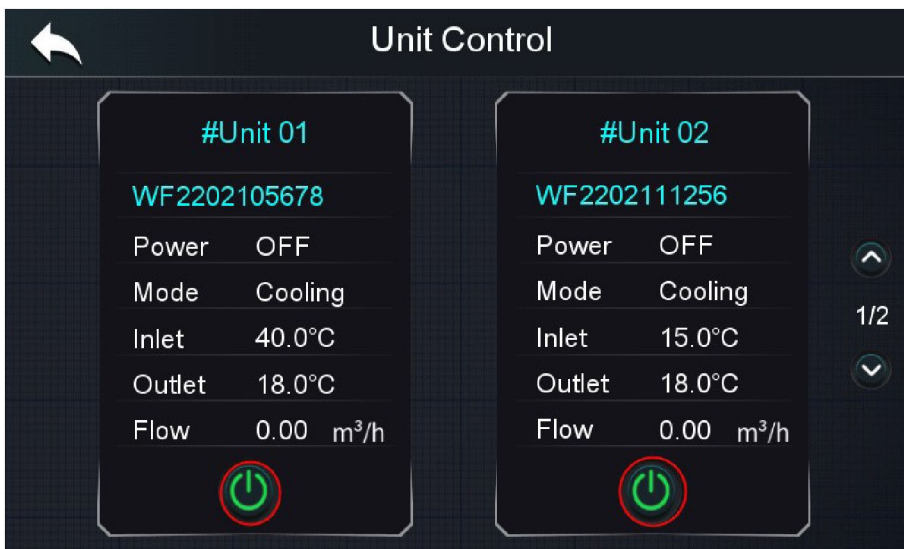 Unit Control
#Unit 01
WF2202105678
Power OFF
Mode Cooling
Inlet 40.0°C
Outlet 18.0°C
Flow 0.00 m³/h
#Unit 02
WF2202111256
Power OFF
Mode Cooling
Inlet 15.0°C
Outlet 18.0°C
Flow 0.00 m³/h
1/2